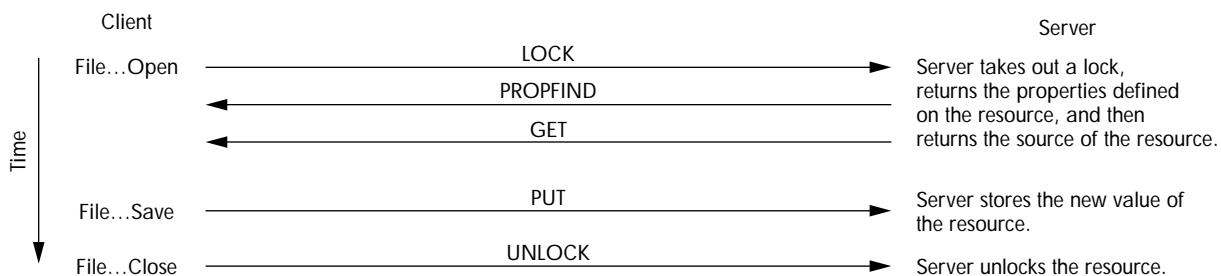 Client
Server
LOCK
File...Open
Server takes out a lock,
returns the properties defined
on the resource, and then
returns the source of the resource.
PROPFIND
GET
Time
PUT
File...Save
Server stores the new value of
the resource.
UNLOCK
File...Close
Server unlocks the resource.